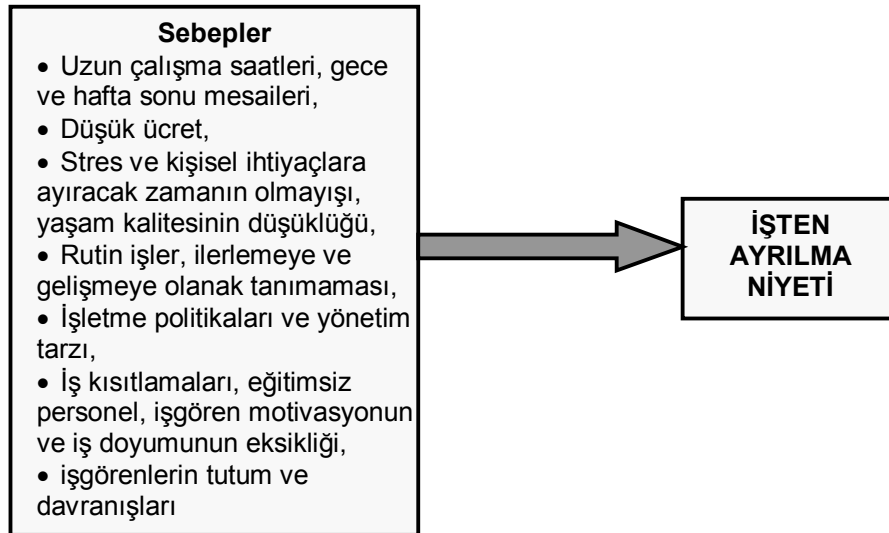 Sebepler
• Uzun çalışma saatleri, gece
ve hafta sonu mesaileri,
• Düşük ücret,
• Stres ve kişisel ihtiyaçlara
ayıracak zamanın olmayışı,
yaşam kalitesinin düşüklüğü,
• Rutin işler, ilerlemeye ve
gelişmeye olanak tanımaması,
• İşletme politikaları ve yönetim
tarzı,
• İş kısıtlamaları, eğitimsiz
personel, işgören motivasyonun
ve iş doyumunun eksikliği,
• işgörenlerin tutum ve
davranışları
İŞTEN
AYRILMA
NİYETİ